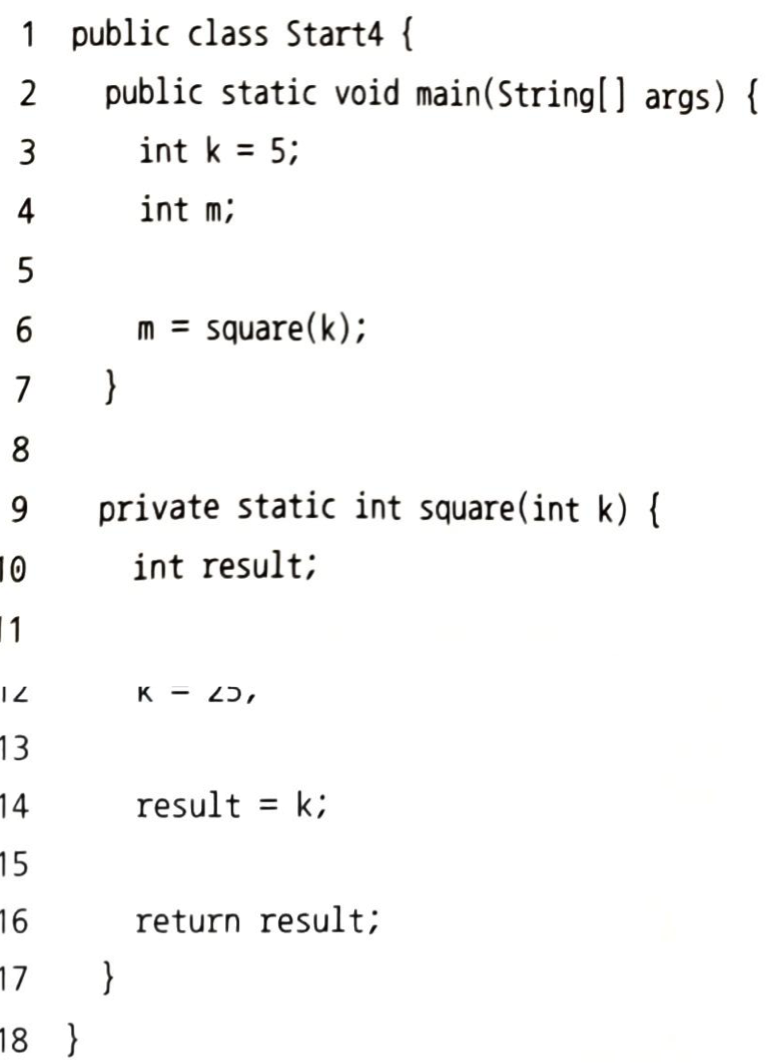 1 public class Start4 {
2 public static void main(String[] args) {
3 int k = 5;
4 int m;
5
6 m = square(k);
7 }
8
9 private static int square(int k) {
10 int result;
11
12 k = 25;
13
14 result = k;
15
16 return result;
17 }
18 }